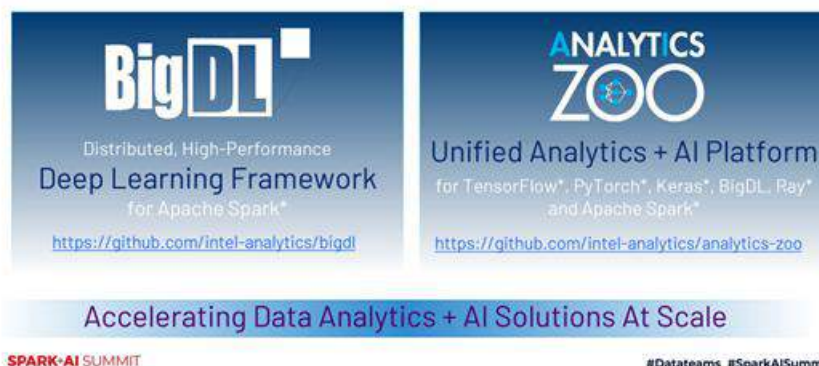 BigDL
Distributed, High-Performance
Deep Learning Framework
for Apache Spark*
https://github.com/intel-analytics/bigdl
ANALYTICS
ZOO
Unified Analytics + AI Platform
for TensorFlow*, PyTorch*, Keras*, BigDL, Ray*
and Apache Spark*
https://github.com/intel-analytics/analytics-zoo
Accelerating Data Analytics + AI Solutions At Scale
SPARK+AI SUMMIT
#Datateams #SparkAISumm